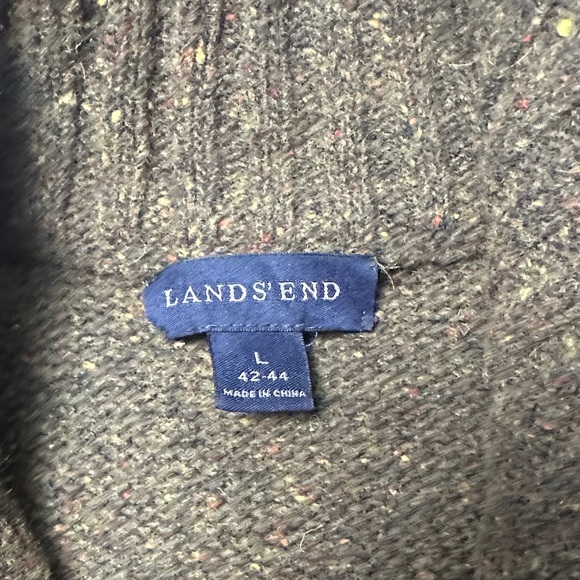 LANDS' END
L
42-44
MADE IN CHINA